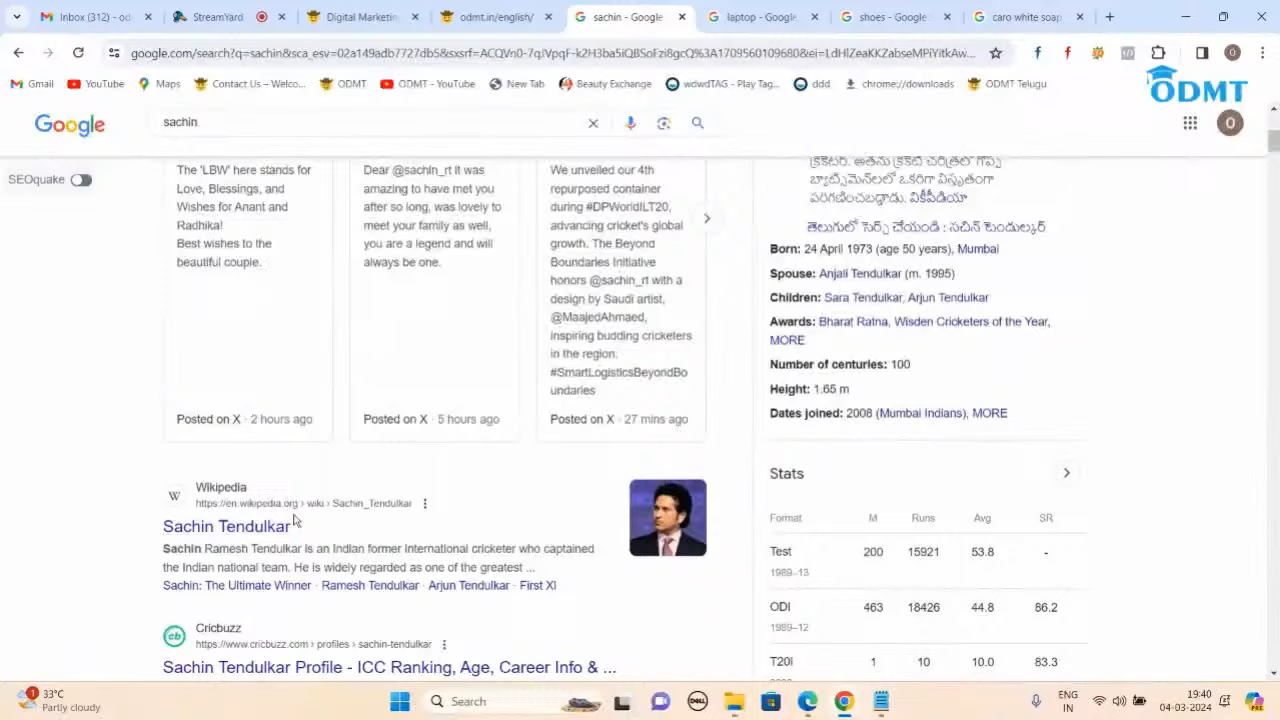 Inbox (312) - od
StreamYard
Digital Marketin
odmt.in/english/
sachin - Google
laptop - Google
shoes - Google
caro white soap
google.com/search?q=sachin&sca_esv=02a149adb7727db5&sxsrf=
Gmail
YouTube
Maps
Contact Us – Welco...
ODMT
ODMT - YouTube
New Tab
Beauty Exchange
wdwdTAG - Play Tag...
ddd
chrome://downloads
ODMT Telugu
ODMT
Google
sachin
O
SEOquake
The 'LBW' here stands for
Love, Blessings, and
Wishes for Anant and
Radhika!
Best wishes to the
beautiful couple.
Posted on X · 2 hours ago
Dear @sachin_rt it was
amazing to have met you
after so long, was lovely to
meet your family as well,
you are a legend and will
always be one.
Posted on X · 5 hours ago
We unveiled our 4th
repurposed container
during #DPWorldILT20,
advancing cricket's global
growth. The Beyond
Boundaries Initiative
honors @sachin_rt with a
design by Saudi artist,
@MaajedAhmaed,
inspiring budding cricketers
in the region.
#SmartLogisticsBeyondBo
undaries
Posted on X · 27 mins ago
క్రికెటర్. అతను క్రికెట్ చరిత్రలో గొప్ప
బ్యాట్స్‌మెన్‌లలో ఒకరిగా విస్తృతంగా
పరిగణించబడ్డాడు. వికీపీడియా
తెలుగులో సెర్చ్ చేయండి : సచిన్ టెండుల్కర్
Born: 24 April 1973 (age 50 years), Mumbai
Spouse: Anjali Tendulkar (m. 1995)
Children: Sara Tendulkar, Arjun Tendulkar
Awards: Bharat Ratna, Wisden Cricketers of the Year,
MORE
Number of centuries: 100
Height: 1.65 m
Dates joined: 2008 (Mumbai Indians), MORE
Wikipedia
https://en.wikipedia.org › wiki › Sachin_Tendulkar
Sachin Tendulkar
Sachin Ramesh Tendulkar is an Indian former international cricketer who captained
the Indian national team. He is widely regarded as one of the greatest ...
Sachin: The Ultimate Winner · Ramesh Tendulkar · Arjun Tendulkar · First XI
Cricbuzz
https://www.cricbuzz.com › profiles › sachin-tendulkar
Sachin Tendulkar Profile - ICC Ranking, Age, Career Info & ...
Stats
Format M Runs Avg SR
Test 200 15921 53.8 -
1989–13
ODI 463 18426 44.8 86.2
1989–12
T20I 1 10 10.0 83.3
1
33°C
Partly cloudy
Search
DELL
ENG
IN
19:40
04-03-2024